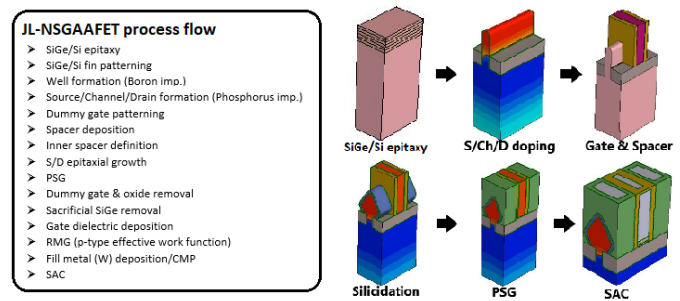 JL-NSGAAFET process flow
SiGe/Si epitaxy
SiGe/Si fin patterning
Well formation (Boron imp.)
Source/Channel/Drain formation (Phosphorus imp.)
Dummy gate patterning
Spacer deposition
Inner spacer definition
S/D epitaxial growth
PSG
Dummy gate & oxide removal
Sacrificial SiGe removal
Gate dielectric deposition
RMG (p-type effective work function)
Fill metal (W) deposition/CMP
SAC
SiGe/Si epitaxy
S/Ch/D doping
Gate & Spacer
Silicidation
PSG
SAC